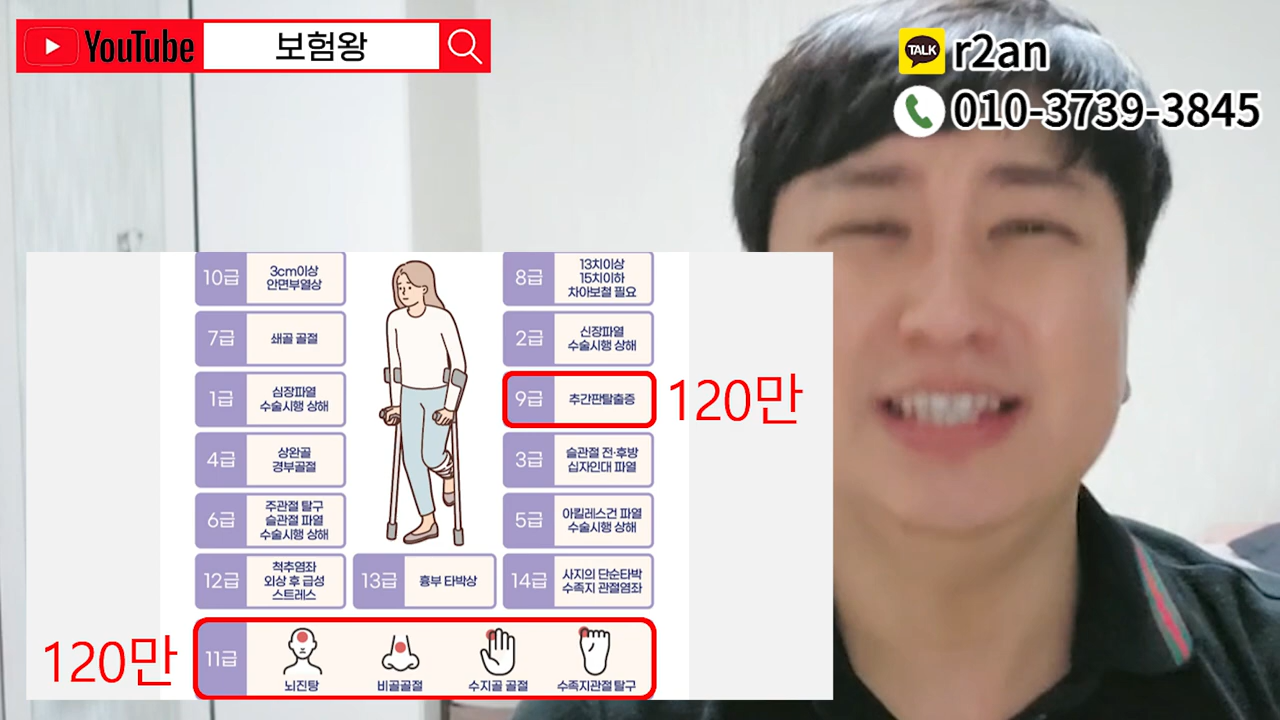 YouTube 보험왕
TALK r2an
010-3739-3845
10급 3cm이상
안면부열상
7급 쇄골 골절
1급 심장파열
수술시행 상해
4급 상완골
경부골절
6급 주관절 탈구
슬관절 파열
수술시행 상해
12급 척추염좌
외상 후 급성
스트레스
13급 흉부 타박상
8급 13치이상
15치이하
차아보철 필요
2급 신장파열
수술시행 상해
9급 추간판탈출증
120만
3급 슬관절 전·후방
십자인대 파열
5급 아킬레스건 파열
수술시행 상해
14급 사지의 단순타박
수족지 관절염좌
120만
11급 뇌진탕 비골골절 수지골 골절 수족지관절 탈구